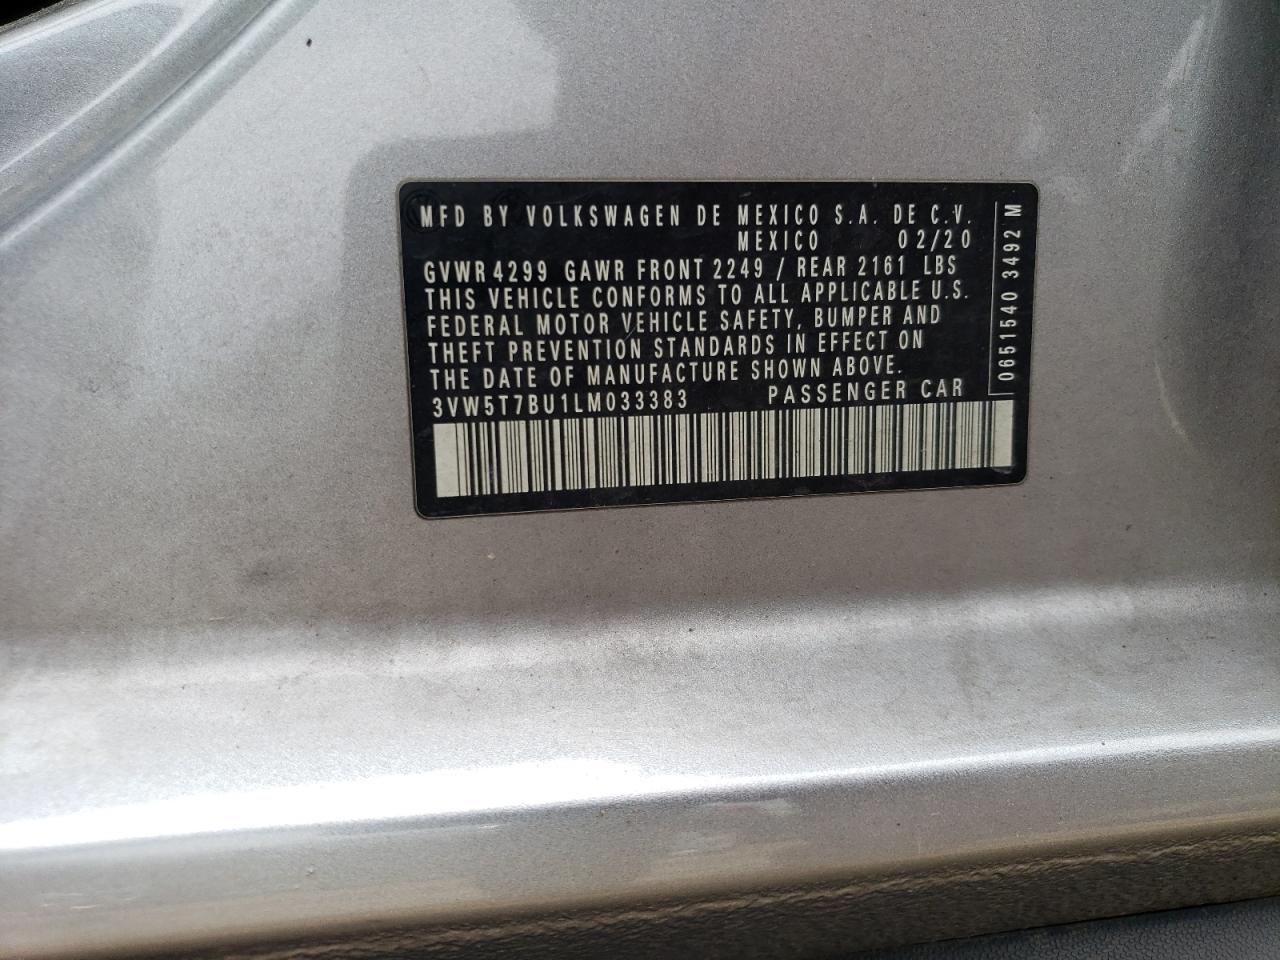 MFD BY VOLKSWAGEN DE MEXICO S.A. DE C.V.
MEXICO 02/20
GVWR 4299 GAWR FRONT 2249 / REAR 2161 LBS
THIS VEHICLE CONFORMS TO ALL APPLICABLE U.S.
FEDERAL MOTOR VEHICLE SAFETY, BUMPER AND
THEFT PREVENTION STANDARDS IN EFFECT ON
THE DATE OF MANUFACTURE SHOWN ABOVE.
3VW5T7BU1LM033383 PASSENGER CAR
0651540 3492 M